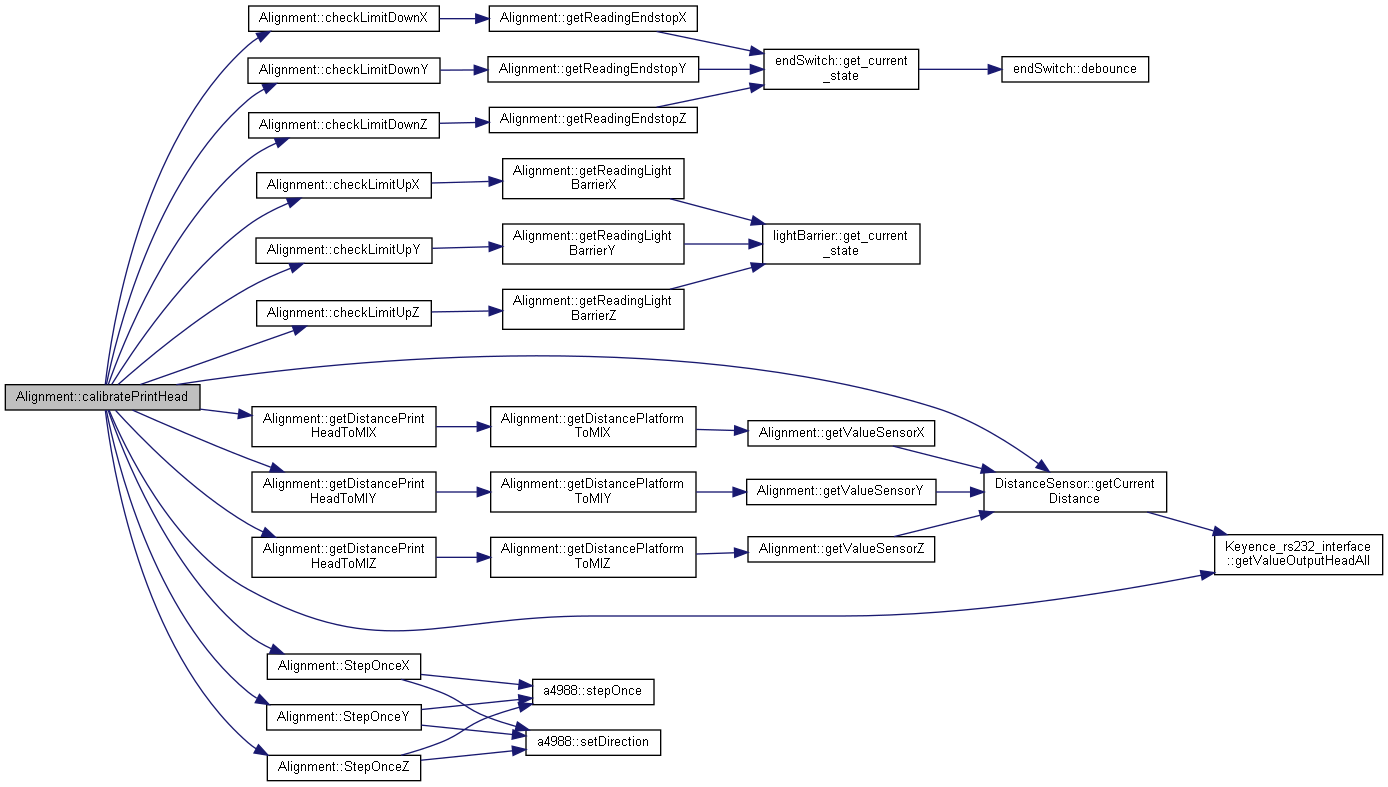 Alignment::calibratePrintHead
Alignment::checkLimitDownX
Alignment::getReadingEndstopX
Alignment::checkLimitDownY
Alignment::getReadingEndstopY
Alignment::checkLimitDownZ
Alignment::getReadingEndstopZ
endSwitch::get_current
_state
endSwitch::debounce
Alignment::checkLimitUpX
Alignment::getReadingLight
BarrierX
Alignment::checkLimitUpY
Alignment::getReadingLight
BarrierY
Alignment::checkLimitUpZ
Alignment::getReadingLight
BarrierZ
lightBarrier::get_current
_state
Alignment::getDistancePrint
HeadToMIX
Alignment::getDistancePlatform
ToMIX
Alignment::getValueSensorX
Alignment::getDistancePrint
HeadToMIY
Alignment::getDistancePlatform
ToMIY
Alignment::getValueSensorY
Alignment::getDistancePrint
HeadToMIZ
Alignment::getDistancePlatform
ToMIZ
Alignment::getValueSensorZ
DistanceSensor::getCurrent
Distance
Keyence_rs232_interface
::getValueOutputHeadAll
Alignment::StepOnceX
Alignment::StepOnceY
Alignment::StepOnceZ
a4988::stepOnce
a4988::setDirection